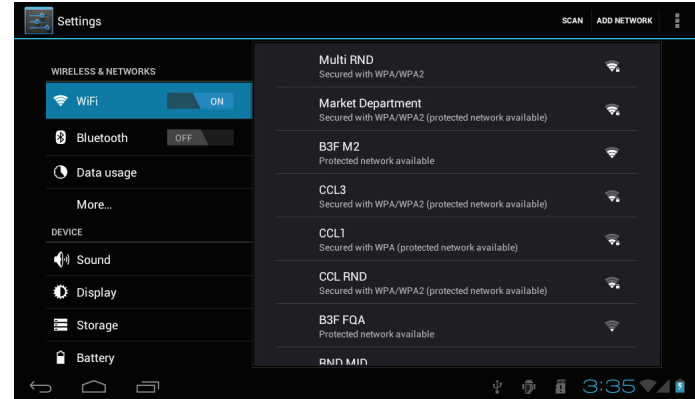 Settings
SCAN
ADD NETWORK
WIRELESS & NETWORKS
WiFi
ON
Bluetooth
OFF
Data usage
More...
DEVICE
Sound
Display
Storage
Battery
Multi RND
Secured with WPA/WPA2
Market Department
Secured with WPA/WPA2 (protected network available)
B3F M2
Protected network available
CCL3
Secured with WPA/WPA2 (protected network available)
CCL1
Secured with WPA (protected network available)
CCL RND
Secured with WPA/WPA2 (protected network available)
B3F FQA
Protected network available
RND MID
3:35